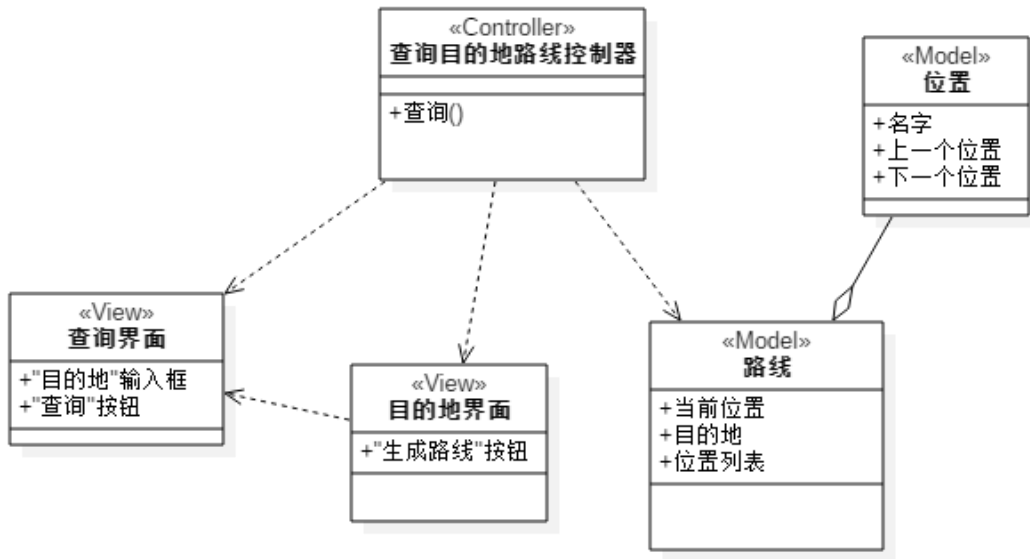 «Controller»
查询目的地路线控制器
+查询()
«Model»
位置
+名字
+上一个位置
+下一个位置
«View»
查询界面
+"目的地"输入框
+"查询"按钮
«View»
目的地界面
+"生成路线"按钮
«Model»
路线
+当前位置
+目的地
+位置列表